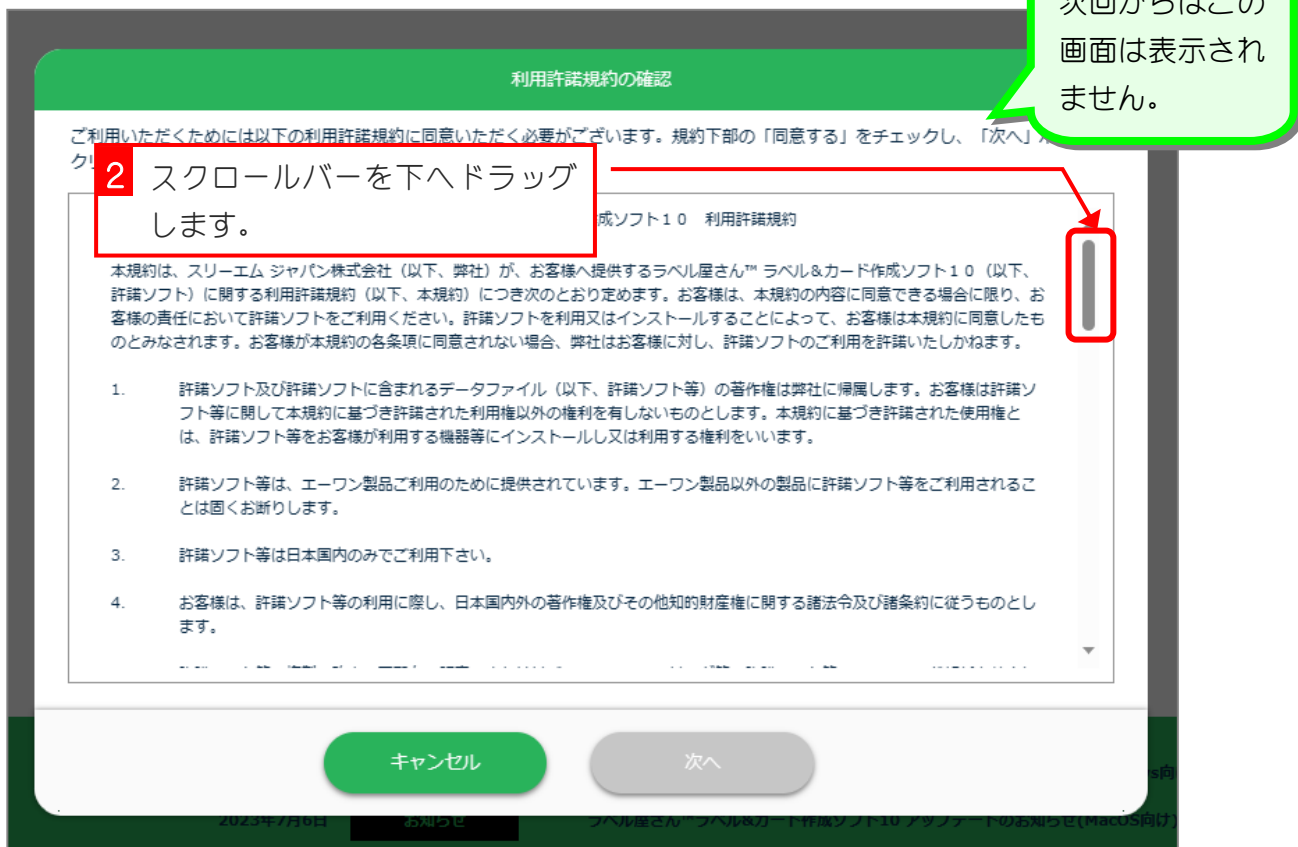 次回からはこの
画面は表示され
ません。
利用許諾規約の確認
ご利用いただくためには以下の利用許諾規約に同意いただく必要がございます。規約下部の「同意する」をチェックし、「次へ」
ク
2 スクロールバーを下へドラッグ
します。
成ソフト10 利用許諾規約
本規約は、スリーエム ジャパン株式会社（以下、弊社）が、お客様へ提供するラベル屋さん™ ラベル&カード作成ソフト10（以下、
許諾ソフト）に関する利用許諾規約（以下、本規約）につき次のとおり定めます。お客様は、本規約の内容に同意できる場合に限り、お
客様の責任において許諾ソフトをご利用ください。許諾ソフトを利用又はインストールすることによって、お客様は本規約に同意したも
のとみなされます。お客様が本規約の各条項に同意されない場合、弊社はお客様に対し、許諾ソフトのご利用を許諾いたしかねます。
1. 許諾ソフト及び許諾ソフトに含まれるデータファイル（以下、許諾ソフト等）の著作権は弊社に帰属します。お客様は許諾ソ
フト等に関して本規約に基づき許諾された利用権以外の権利を有しないものとします。本規約に基づき許諾された使用権と
は、許諾ソフト等をお客様が利用する機器等にインストールし又は利用する権利をいいます。
2. 許諾ソフト等は、エーワン製品ご利用のために提供されています。エーワン製品以外の製品に許諾ソフト等をご利用されるこ
とは固くお断りします。
3. 許諾ソフト等は日本国内のみでご利用下さい。
4. お客様は、許諾ソフト等の利用に際し、日本国内外の著作権及びその他知的財産権に関する諸法令及び諸条約に従うものとし
ます。
キャンセル
次へ
s向
2023年7月6日 お知らせ ラベル屋さん™ラベル&カード作成ソフト10 アップデートのお知らせ(MacOS向け)